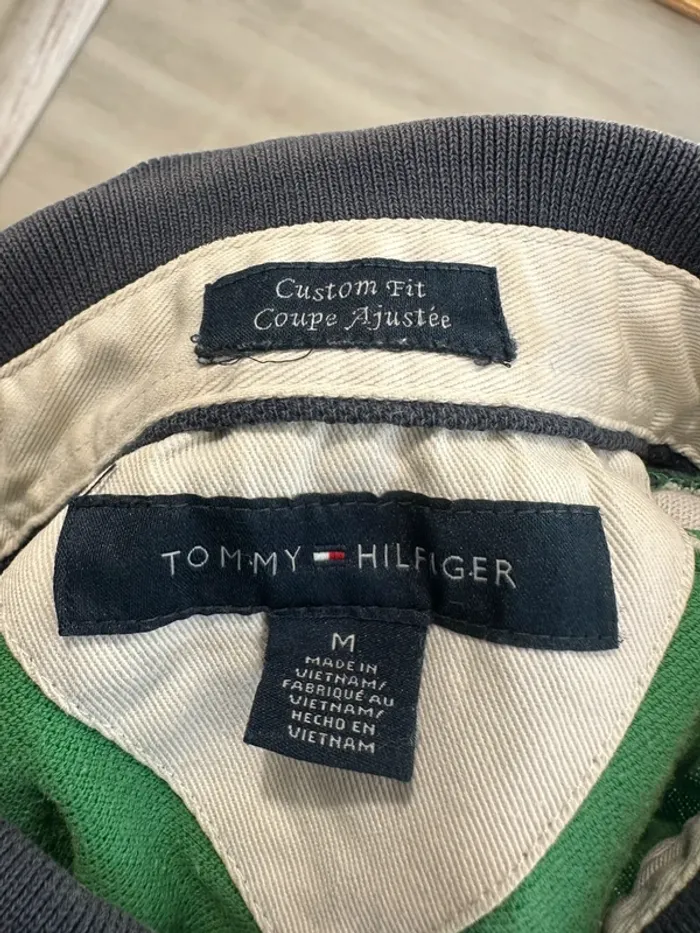 Custom Fit
Coupe Ajustée
TOMMY HILFIGER
M
MADE IN
VIETNAM/
FABRIQUÉ AU
VIETNAM/
HECHO EN
VIETNAM